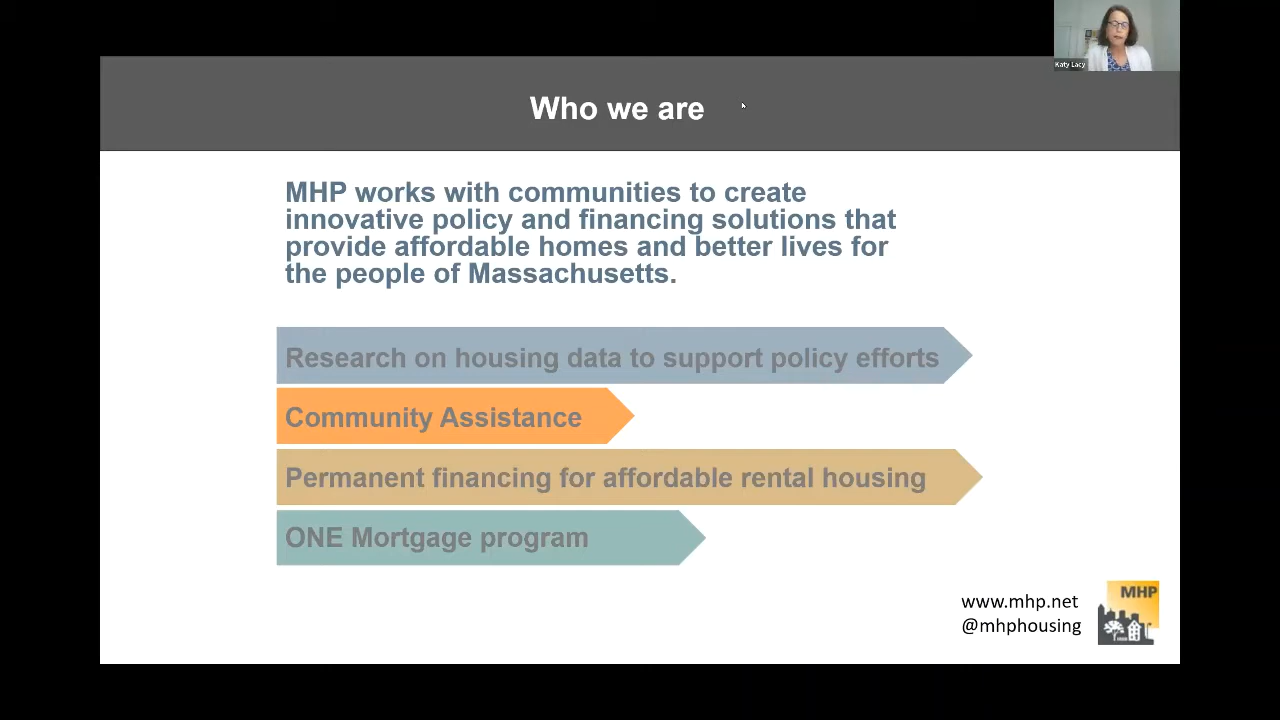 Katy Lacy
Who we are
MHP works with communities to create
innovative policy and financing solutions that
provide affordable homes and better lives for
the people of Massachusetts.
Research on housing data to support policy efforts
Community Assistance
Permanent financing for affordable rental housing
ONE Mortgage program
www.mhp.net
@mhphousing
MHP